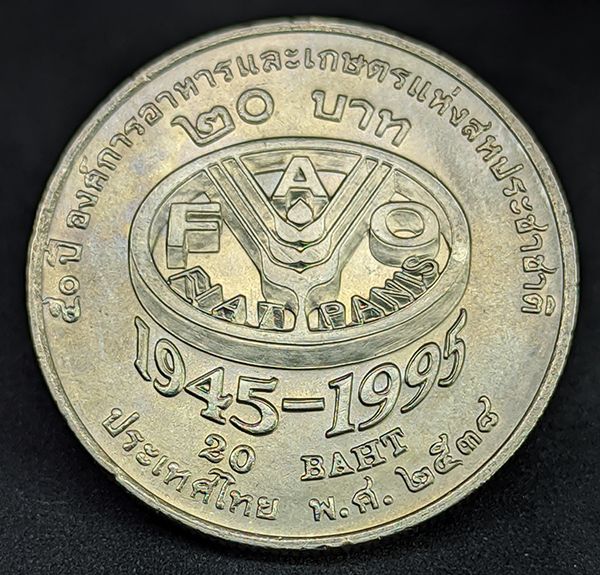 ๕๐ ปี องค์การอาหารและเกษตรแห่งสหประชาชาติ
๒๐ บาท
F A O
FIAT PANIS
1945-1995
20 BAHT
ประเทศไทย พ.ศ. ๒๕๓๘